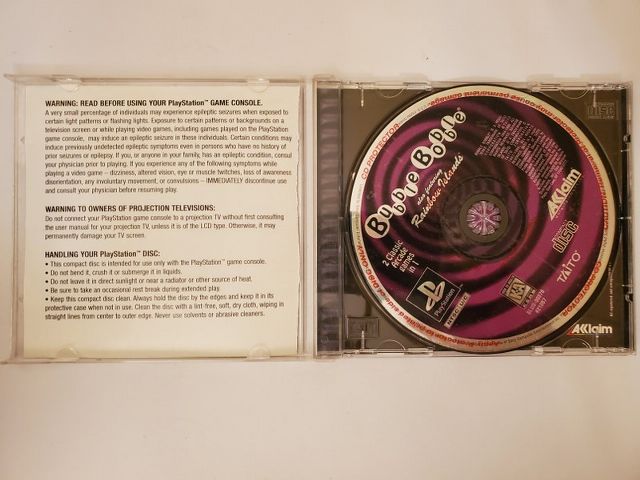 WARNING: READ BEFORE USING YOUR PlayStation™ GAME CONSOLE.
A very small percentage of individuals may experience epileptic seizures when exposed to
certain light patterns or flashing lights. Exposure to certain patterns or backgrounds on a
television screen or while playing video games, including games played on the PlayStation
game console, may induce an epileptic seizure in these individuals. Certain conditions may
induce previously undetected epileptic symptoms even in persons who have no history of
prior seizures or epilepsy. If you, or anyone in your family, has an epileptic condition, consul
your physician prior to playing. If you experience any of the following symptoms while
playing a video game – dizziness, altered vision, eye or muscle twitches, loss of awareness
disorientation, any involuntary movement, or convulsions – IMMEDIATELY discontinue use
and consult your physician before resuming play.
WARNING TO OWNERS OF PROJECTION TELEVISIONS:
Do not connect your PlayStation game console to a projection TV without first consulting
the user manual for your projection TV, unless it is of the LCD type. Otherwise, it may
permanently damage your TV screen.
HANDLING YOUR PlayStation™ DISC:
• This compact disc is intended for use only with the PlayStation™ game console.
• Do not bend it, crush it or submerge it in liquids.
• Do not leave it in direct sunlight or near a radiator or other source of heat.
• Be sure to take an occasional rest break during extended play.
• Keep this compact disc clean. Always hold the disc by the edges and keep it in its
protective case when not in use. Clean the disc with a lint-free, soft, dry cloth, wiping in
straight lines from center to outer edge. Never use solvents or abrasive cleaners.
CD PROTECTOR
Bubble Bobble
also featuring
Rainbow Islands
2 Classic
Arcade
games
in 1
PlayStation
NTSC U/C
AKlaim
disc
TAITO
K-A
AKlaim
disc